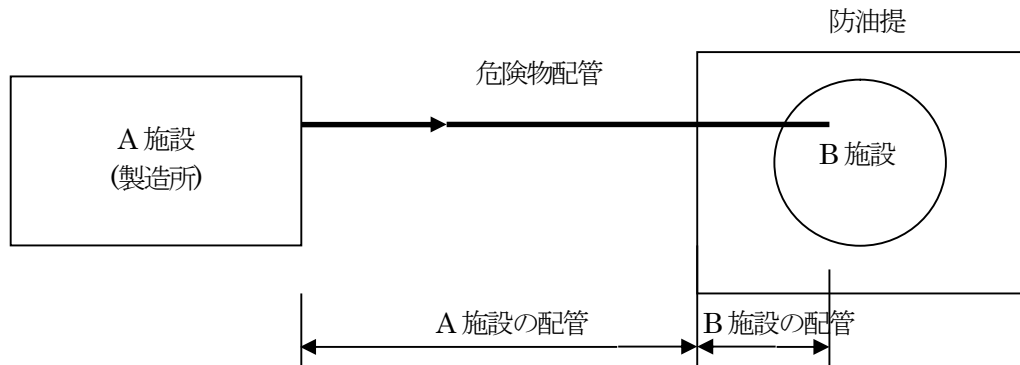 防油提
危険物配管
A 施設
(製造所)
B 施設
A 施設の配管
B 施設の配管